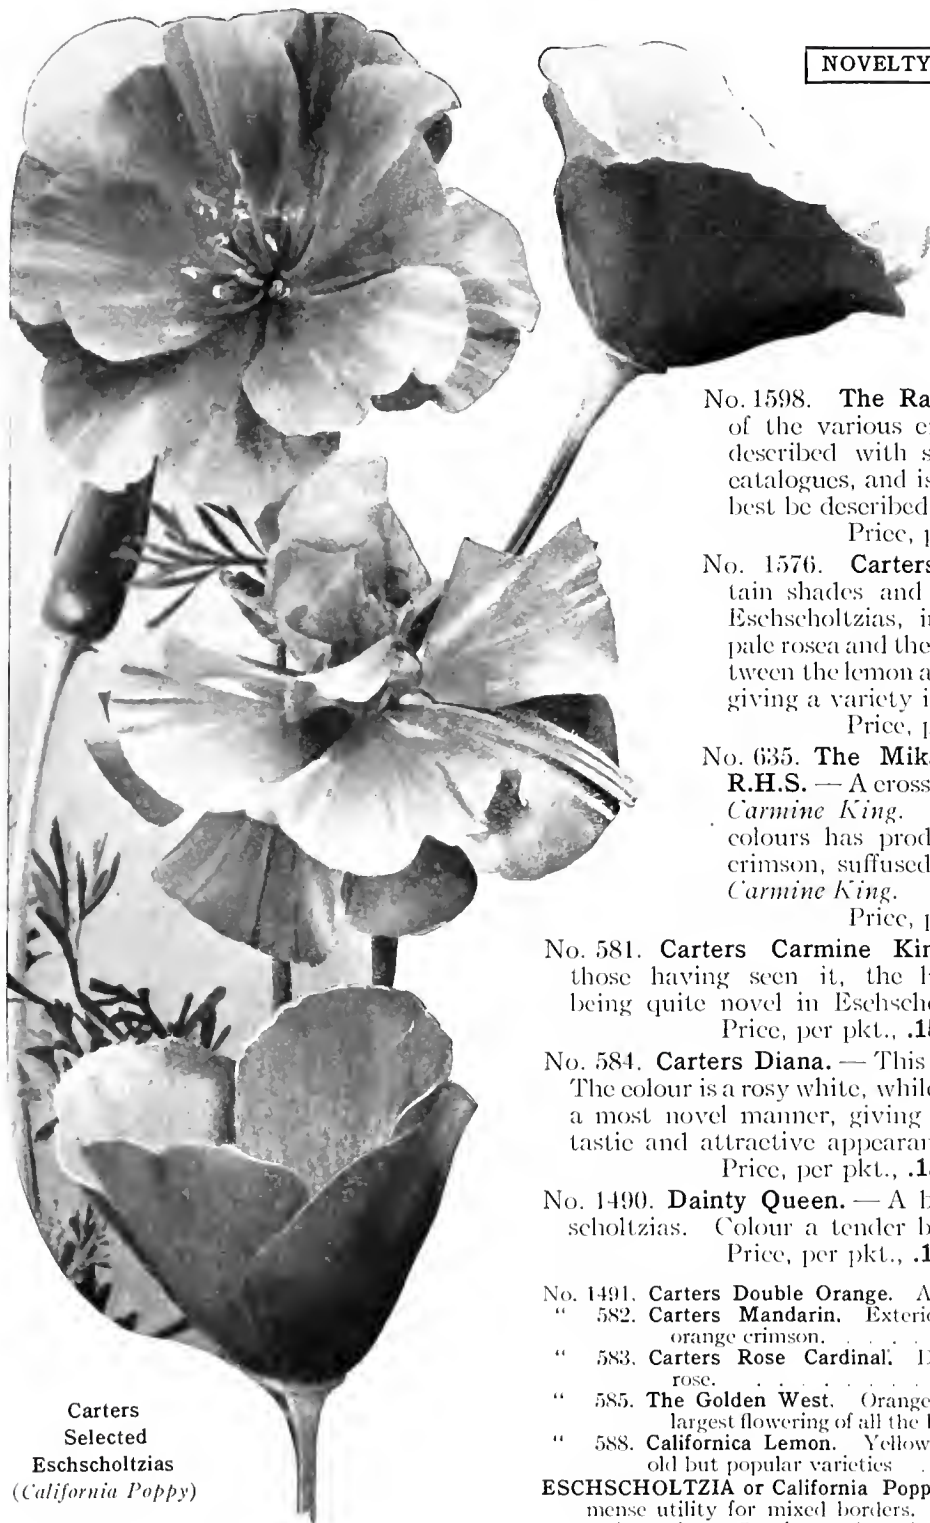 NOVELTY
No. 1598. The Ra
of the various c
described with s
catalogues, and is
best be described
Price, p
No. 1576. Carters
tain shades and
Eschscholtzias, i
pale rosea and the
tween the lemon a
giving a variety i
Price, p
No. 635. The Mik
R.H.S. — A cross
Carmine King.
colours has prod
crimson, suffused
Carmine King.
Price, p
No. 581. Carters Carmine Kin
those having seen it, the
being quite novel in Eschsch
Price, per pkt., .1
No. 584. Carters Diana. — This
The colour is a rosy white, while
a most novel manner, giving
tastic and attractive appearan
Price, per pkt., .1
No. 1490. Dainty Queen. — A b
scholtzias. Colour a tender b
Price, per pkt., .1
No. 1491. Carters Double Orange. A
" 582. Carters Mandarin. Exterio
orange crimson.
" 583. Carters Rose Cardinal.
rose.
" 585. The Golden West. Orange
largest flowering of all the
" 588. Californica Lemon. Yellow
old but popular varieties
ESCHSCHOLTZIA or California Popp
mense utility for mixed borders.
Carters
Selected
Eschscholtzias
(California Poppy)